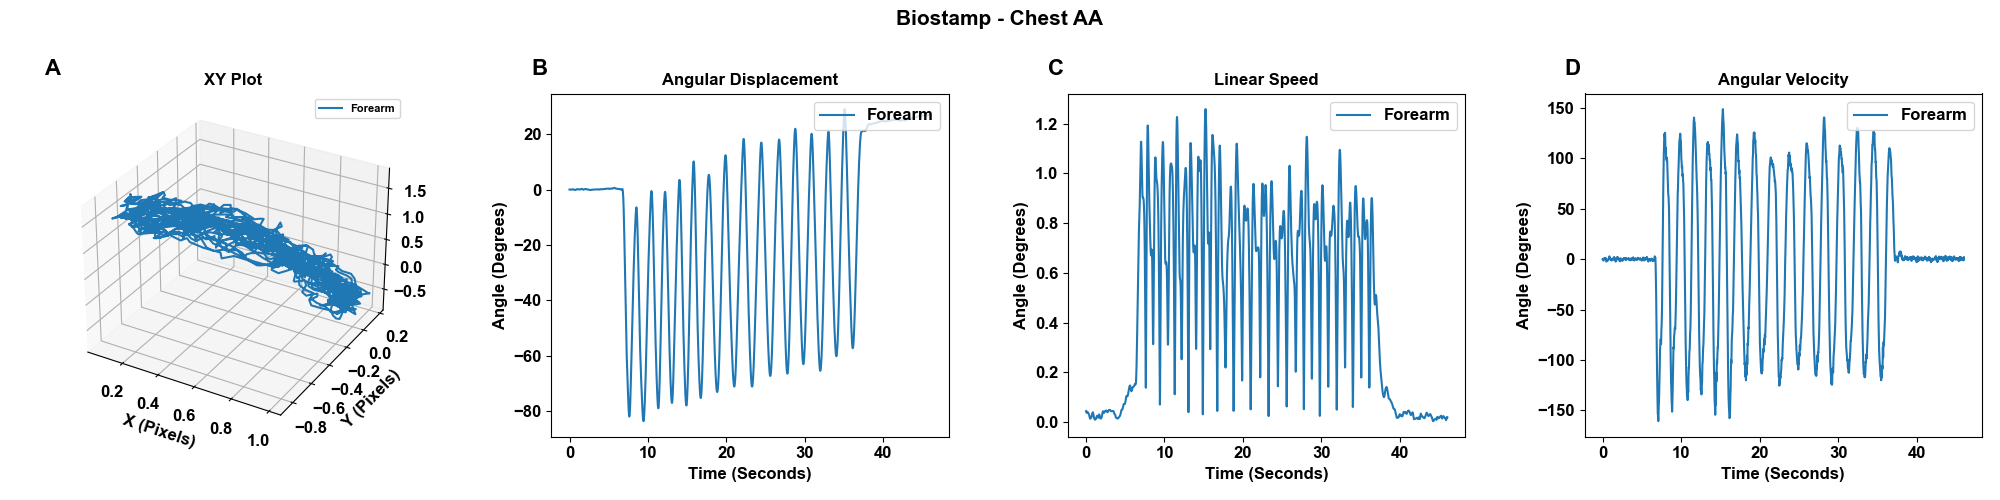 Biostamp - Chest AA
A
XY Plot
Forearm
1.5
1.0
0.5
0.0
−0.5
0.2
0.0
−0.2
−0.4
−0.6
−0.8
Y (Pixels)
0.2
0.4
0.6
0.8
1.0
X (Pixels)
B
Angular Displacement
Forearm
20
0
−20
−40
−60
−80
Angle (Degrees)
0 10 20 30 40
Time (Seconds)
C
Linear Speed
Forearm
1.2
1.0
0.8
0.6
0.4
0.2
0.0
Angle (Degrees)
0 10 20 30 40
Time (Seconds)
D
Angular Velocity
Forearm
150
100
50
0
−50
−100
−150
Angle (Degrees)
0 10 20 30 40
Time (Seconds)